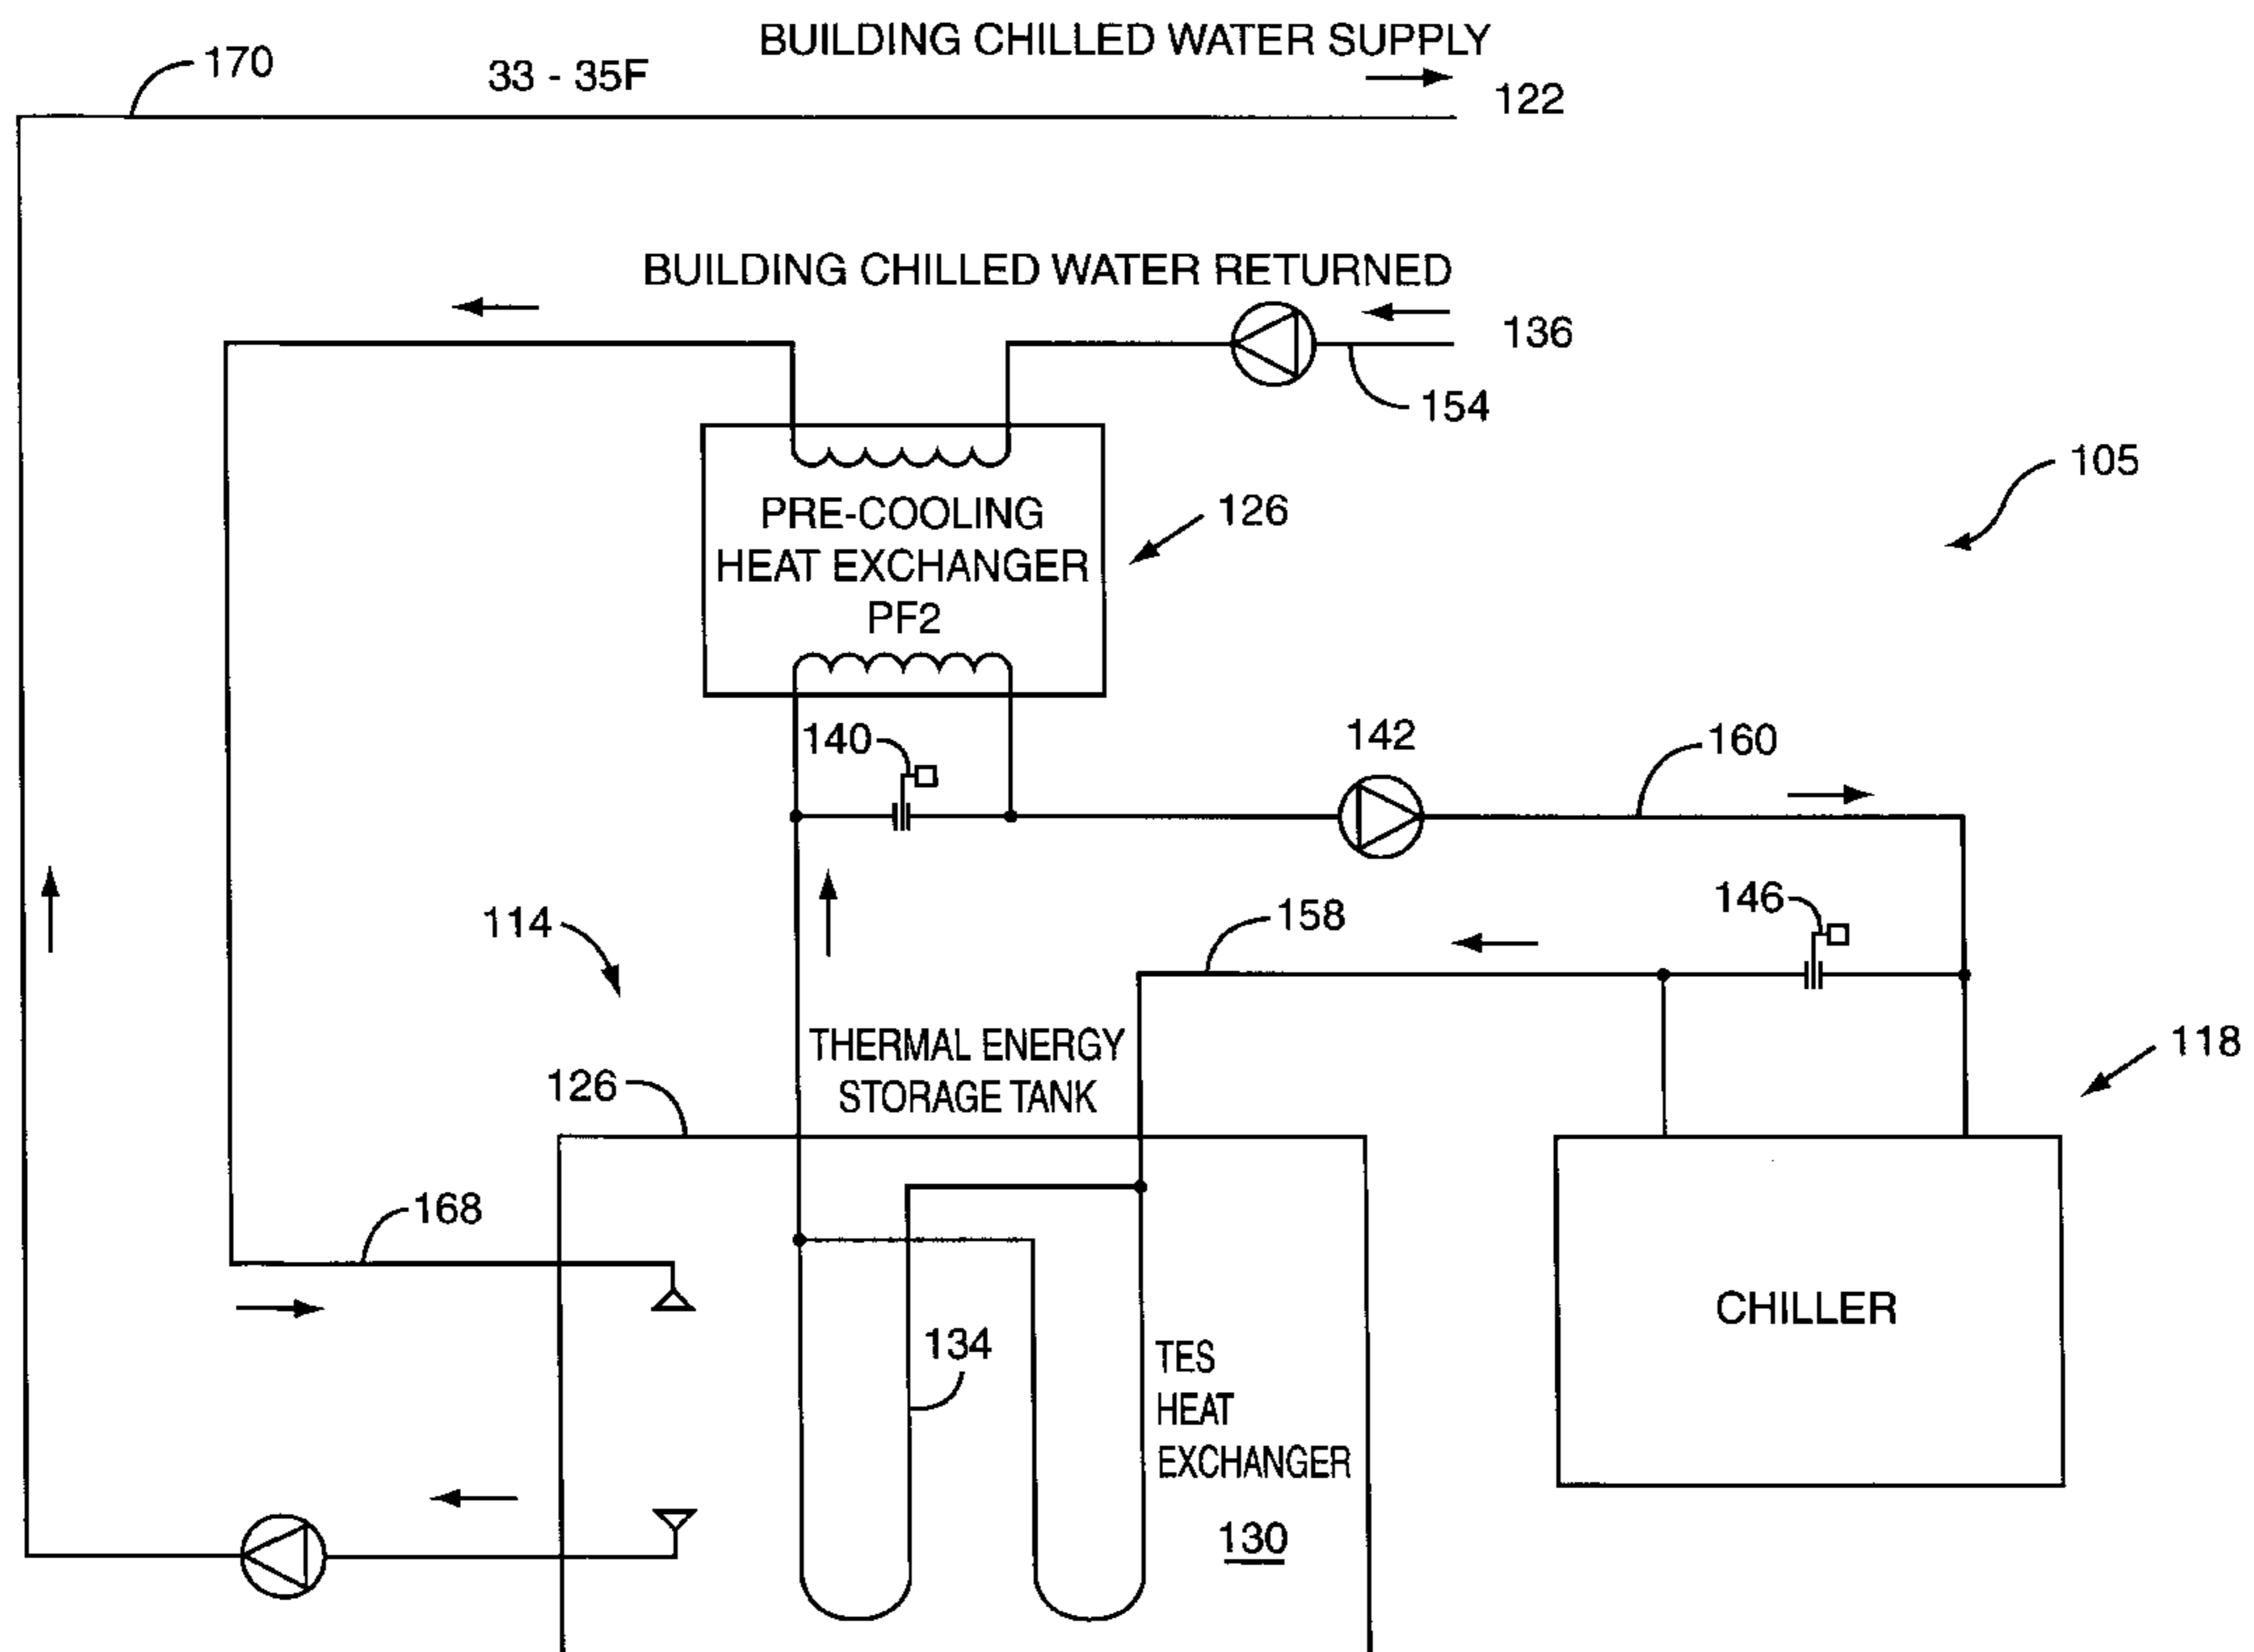 BUILDING CHILLED WATER SUPPLY
170
33 - 35F
122
BUILDING CHILLED WATER RETURNED
136
154
105
PRE-COOLING
HEAT EXCHANGER
PF2
126
140
142
160
114
158
146
THERMAL ENERGY
STORAGE TANK
118
126
168
CHILLER
134
TES
HEAT
EXCHANGER
130